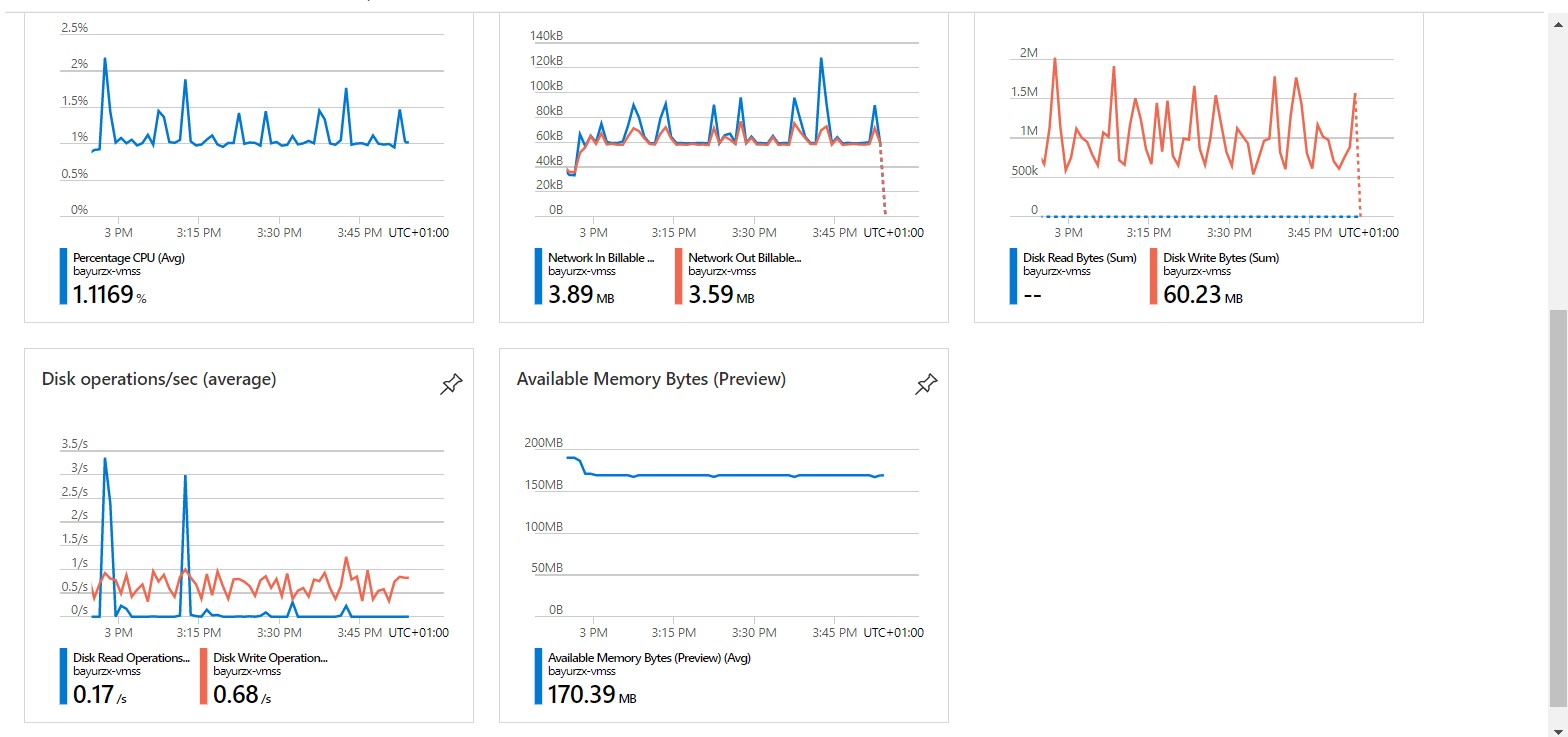 2.5%
2%
1.5%
1%
0.5%
0%
3 PM 3:15 PM 3:30 PM 3:45 PM UTC+01:00
Percentage CPU (Avg)
bayurzx-vmss
1.1169 %
140kB
120kB
100kB
80kB
60kB
40kB
20kB
0B
3 PM 3:15 PM 3:30 PM 3:45 PM UTC+01:00
Network In Billable ...
bayurzx-vmss
3.89 MB
Network Out Billable...
bayurzx-vmss
3.59 MB
2M
1.5M
1M
500k
0
3 PM 3:15 PM 3:30 PM 3:45 PM UTC+01:00
Disk Read Bytes (Sum)
bayurzx-vmss
--
Disk Write Bytes (Sum)
bayurzx-vmss
60.23 MB
Disk operations/sec (average)
3.5/s
3/s
2.5/s
2/s
1.5/s
1/s
0.5/s
0/s
3 PM 3:15 PM 3:30 PM 3:45 PM UTC+01:00
Disk Read Operations...
bayurzx-vmss
0.17 /s
Disk Write Operation...
bayurzx-vmss
0.68 /s
Available Memory Bytes (Preview)
200MB
150MB
100MB
50MB
0B
3 PM 3:15 PM 3:30 PM 3:45 PM UTC+01:00
Available Memory Bytes (Preview) (Avg)
bayurzx-vmss
170.39 MB